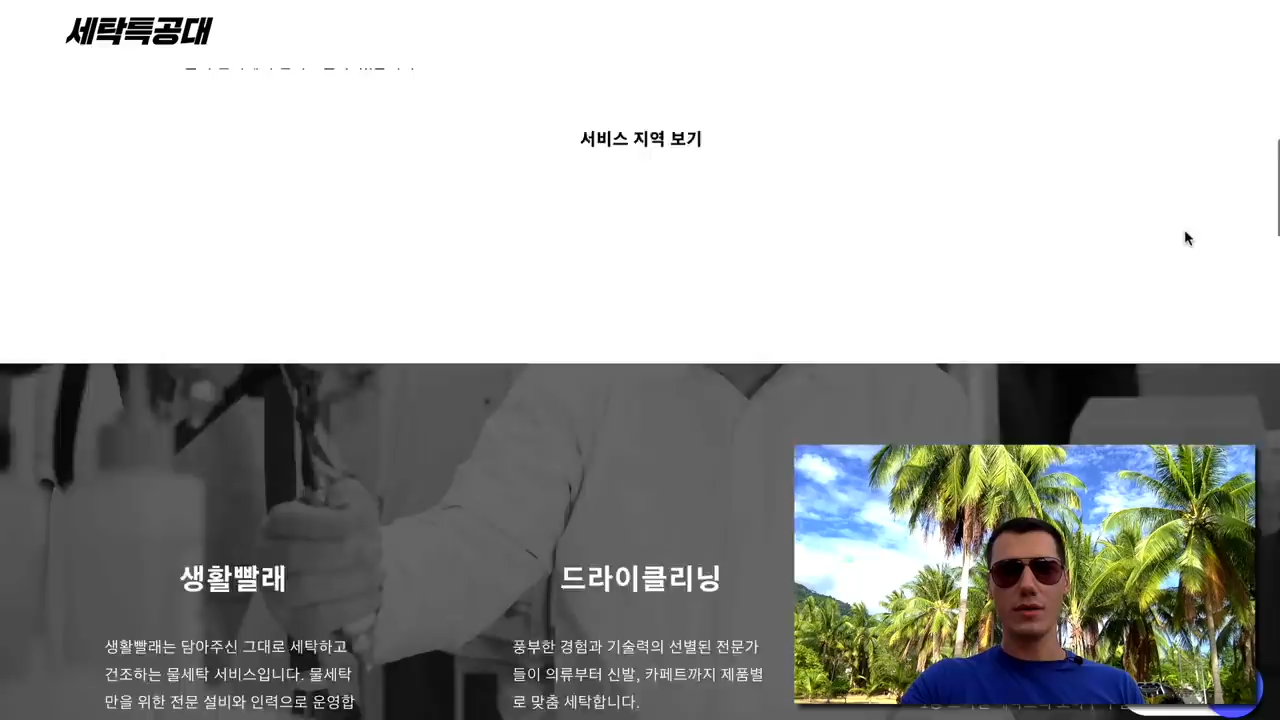 세탁특공대
서비스 지역 보기
생활빨래
드라이클리닝
생활빨래는 담아주신 그대로 세탁하고
건조하는 물세탁 서비스입니다. 물세탁
만을 위한 전문 설비와 인력으로 운영합
풍부한 경험과 기술력의 선별된 전문가
들이 의류부터 신발, 카페트까지 제품별
로 맞춤 세탁합니다.